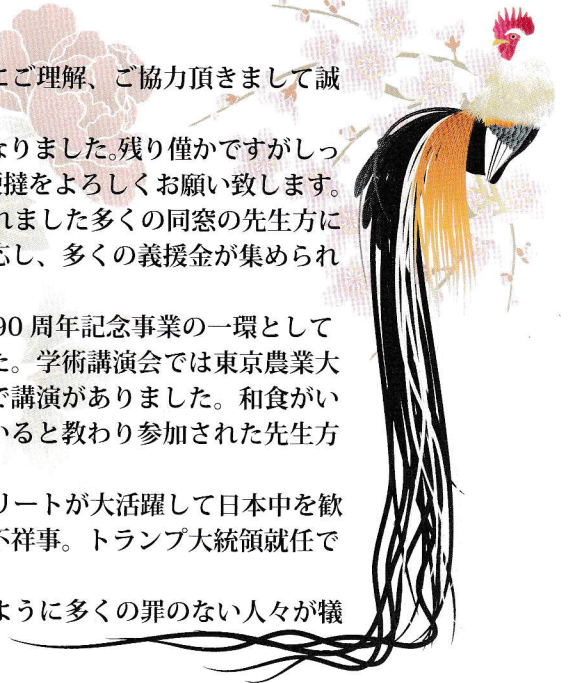 にご理解、ご協力頂きまして誠
なりました。残り僅かですがしっ
鞭撻をよろしくお願い致します。
れました多くの同窓の先生方に
応し、多くの義援金が集められ
90 周年記念事業の一環として
た。学術講演会では東京農業大
で講演がありました。和食がい
いると教わり参加された先生方
リートが大活躍して日本中を歓
不祥事。トランプ大統領就任で
ように多くの罪のない人々が犠